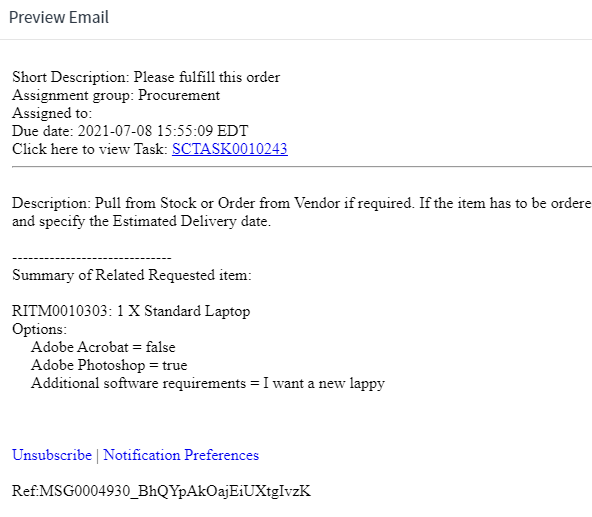 Preview Email
Short Description: Please fulfill this order
Assignment group: Procurement
Assigned to:
Due date: 2021-07-08 15:55:09 EDT
Click here to view Task: SCTASK0010243
Description: Pull from Stock or Order from Vendor if required. If the item has to be ordere
and specify the Estimated Delivery date.
------------------------------
Summary of Related Requested item:
RITM0010303: 1 X Standard Laptop
Options:
Adobe Acrobat = false
Adobe Photoshop = true
Additional software requirements = I want a new lappy
Unsubscribe | Notification Preferences
Ref:MSG0004930_BhQYpAkOajEiUXtgIvzK